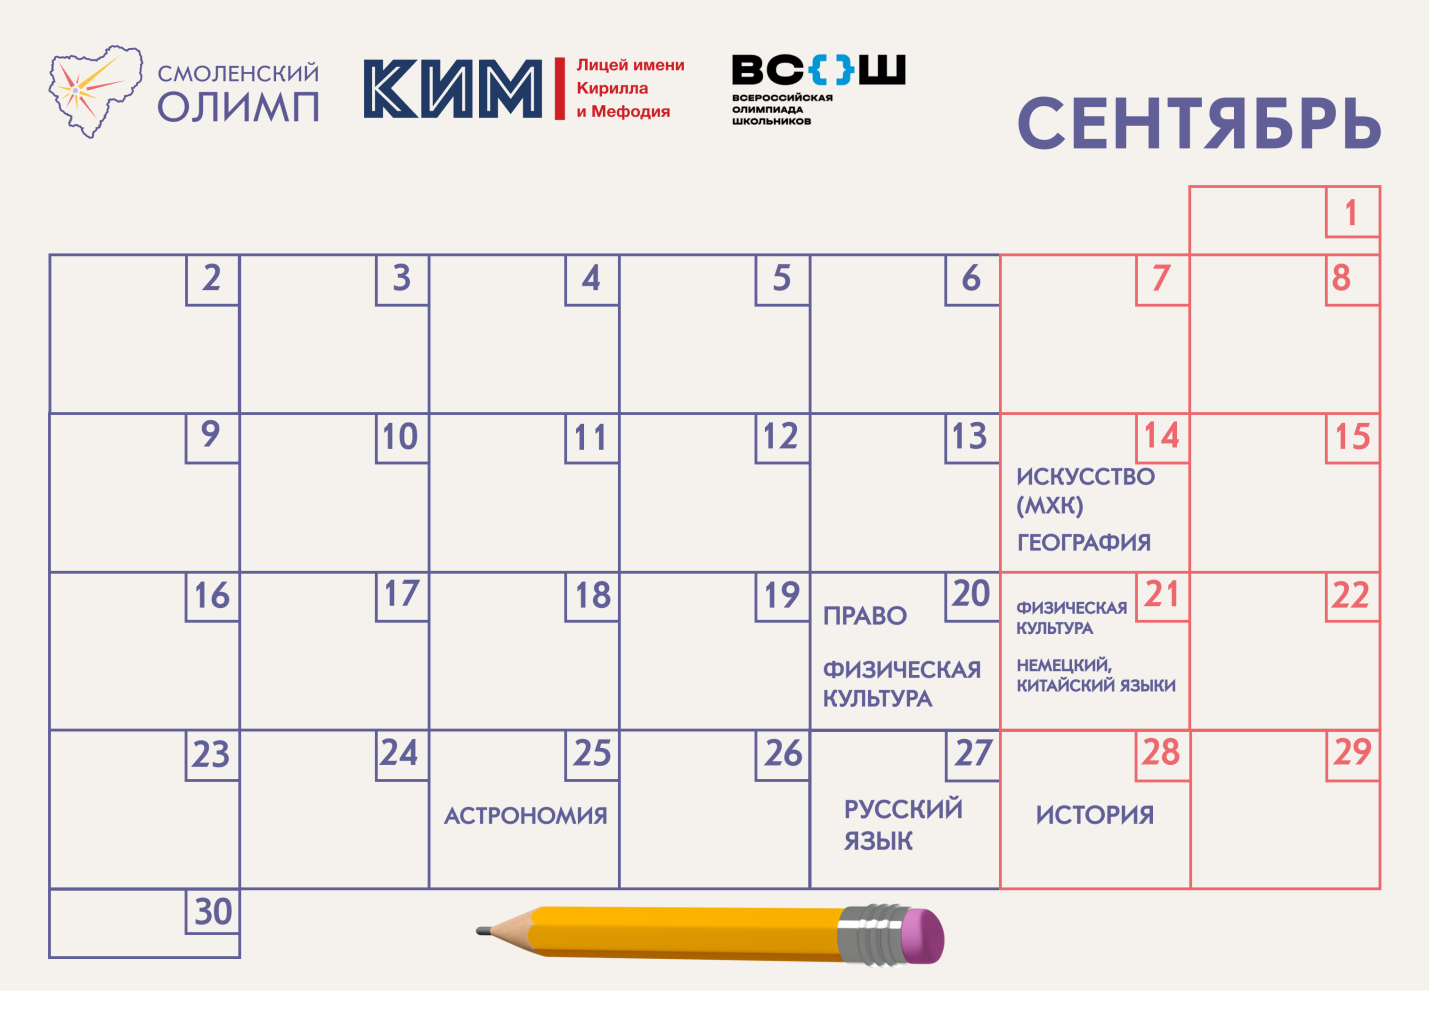 СМОЛЕНСКИЙ
ОЛИМП
КИМ
Лицей имени
Кирилла
и Мефодия
ВС{}Ш
ВСЕРОССИЙСКАЯ
ОЛИМПИАДА
ШКОЛЬНИКОВ
СЕНТЯБРЬ
1
2 3 4 5 6 7 8
9 10 11 12 13 14 15
ИСКУССТВО
(МХК)
ГЕОГРАФИЯ
16 17 18 19 20 21 22
ПРАВО
ФИЗИЧЕСКАЯ
КУЛЬТУРА
ФИЗИЧЕСКАЯ
КУЛЬТУРА
НЕМЕЦКИЙ,
КИТАЙСКИЙ ЯЗЫКИ
23 24 25 26 27 28 29
АСТРОНОМИЯ
РУССКИЙ
ЯЗЫК
ИСТОРИЯ
30